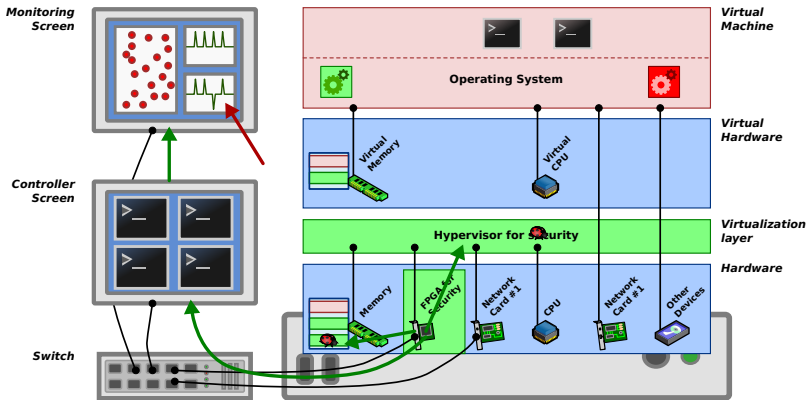 Monitoring
Screen
Virtual
Machine
>_
>_
Operating System
Virtual
Memory
Virtual
CPU
Virtual
Hardware
Controller
Screen
>_
>_
>_
>_
Hypervisor for security
Virtualization
layer
Hardware
Memory
FPGA for
Security
Network
Card #1
CPU
Network
Card #1
Other
Devices
Switch